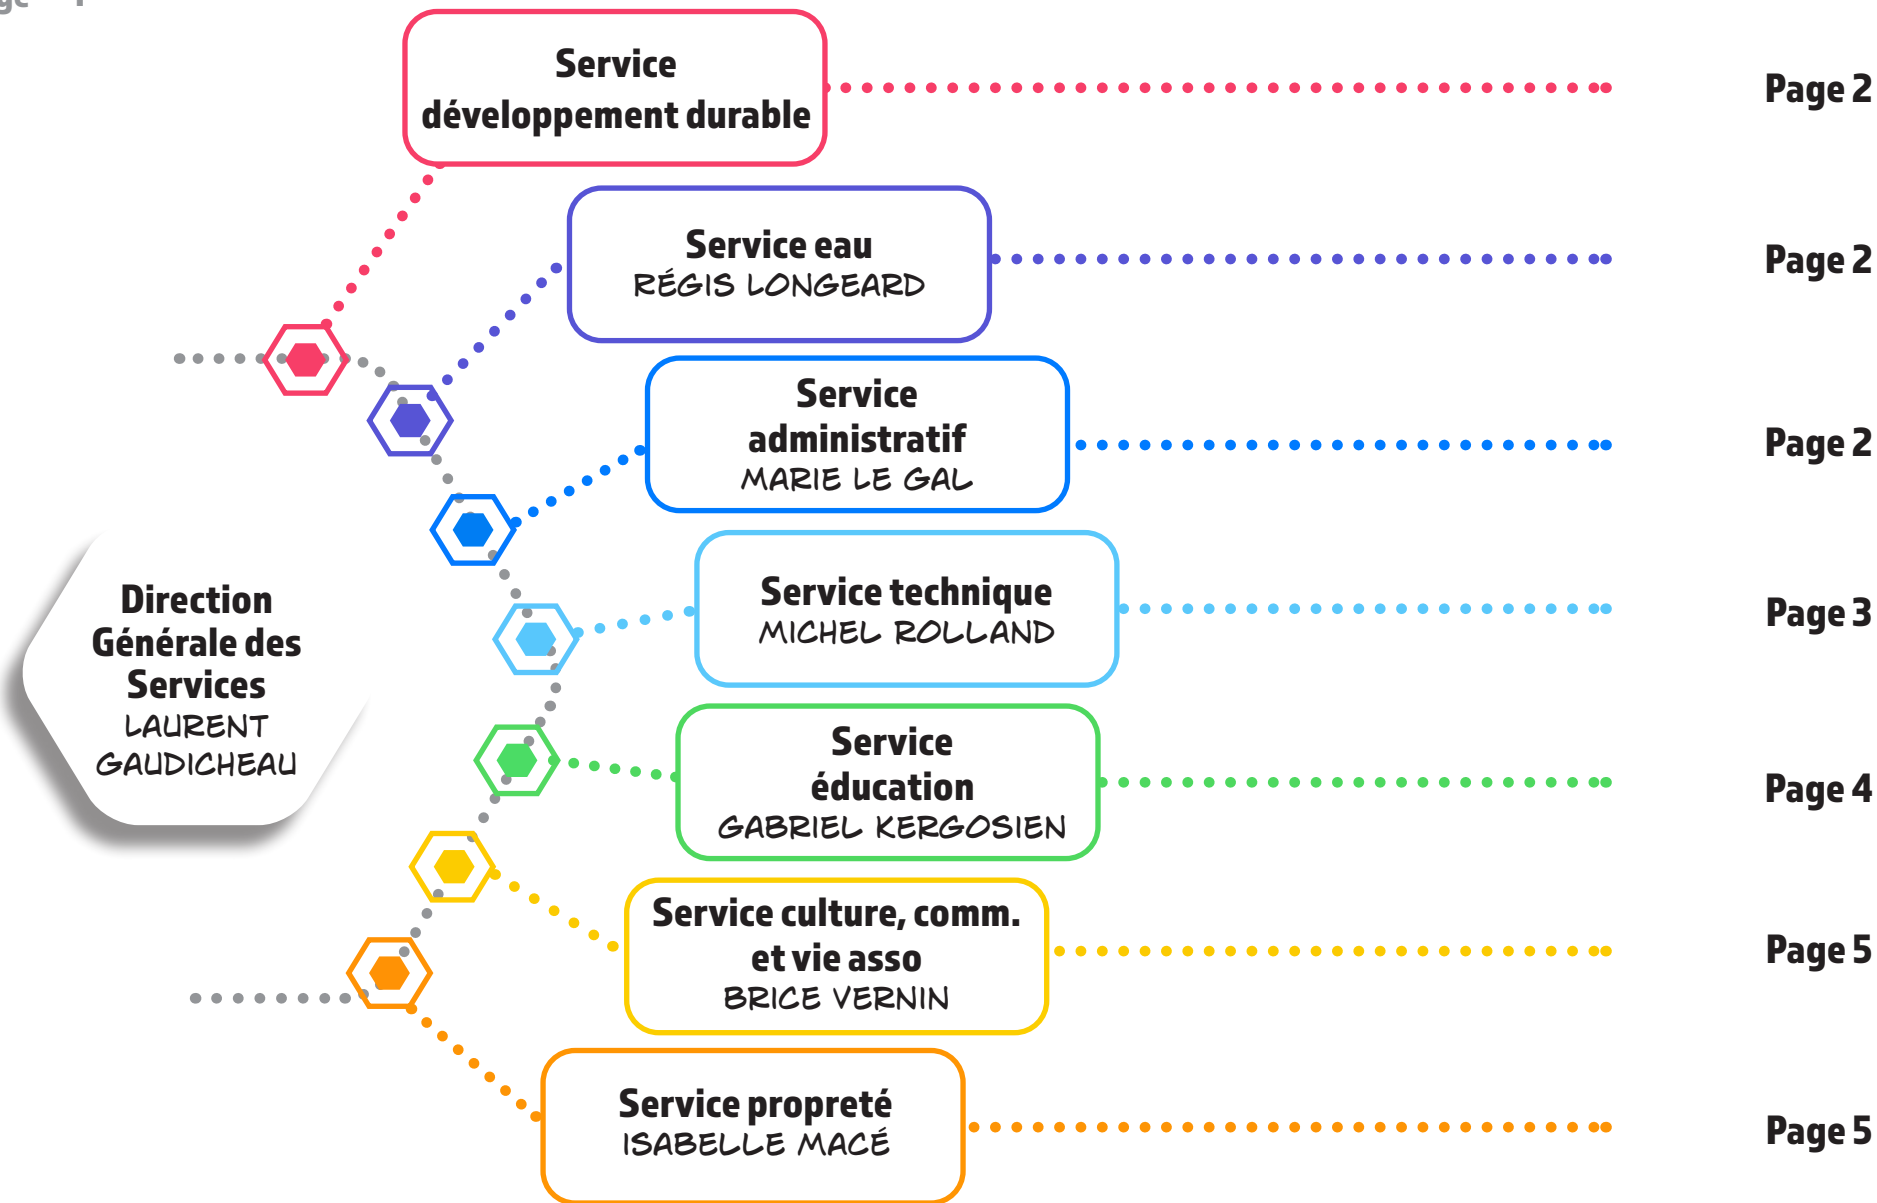 Service
développement durable
Page 2
Service eau
RÉGIS LONGEARD
Page 2
Service
administratif
MARIE LE GAL
Page 2
Direction
Générale des
Services
LAURENT
GAUDICHEAU
Service technique
MICHEL ROLLAND
Page 3
Service
éducation
GABRIEL KERGOSIEN
Page 4
Service culture, comm.
et vie asso
BRICE VERNIN
Page 5
Service propreté
ISABELLE MACÉ
Page 5